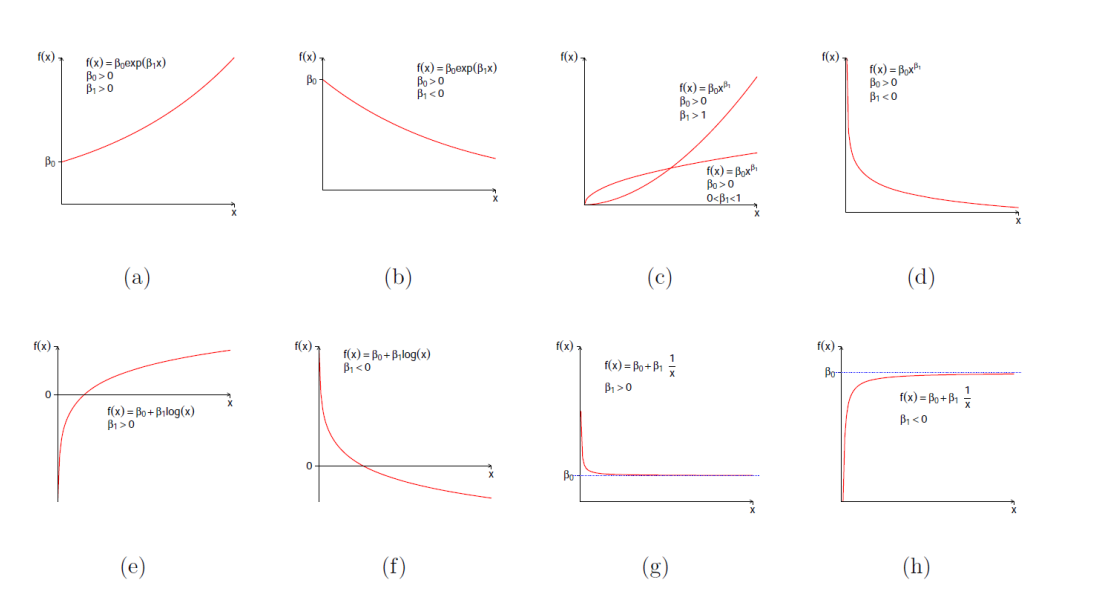 f(x)
f(x) = β₀exp(β₁x)
β₀ > 0
β₁ > 0
β₀
x
(a)
f(x)
f(x) = β₀exp(β₁x)
β₀ > 0
β₁ < 0
β₀
x
(b)
f(x)
f(x) = β₀x^β₁
β₀ > 0
β₁ > 1
f(x) = β₀x^β₁
β₀ > 0
0<β₁<1
x
(c)
f(x)
f(x) = β₀x^β₁
β₀ > 0
β₁ < 0
x
(d)
f(x)
0
x
f(x) = β₀ + β₁log(x)
β₁ > 0
(e)
f(x)
f(x) = β₀ + β₁log(x)
β₁ < 0
0
x
(f)
f(x)
f(x) = β₀ + β₁ 1/x
β₁ > 0
β₀
x
(g)
f(x)
β₀
f(x) = β₀ + β₁ 1/x
β₁ < 0
x
(h)